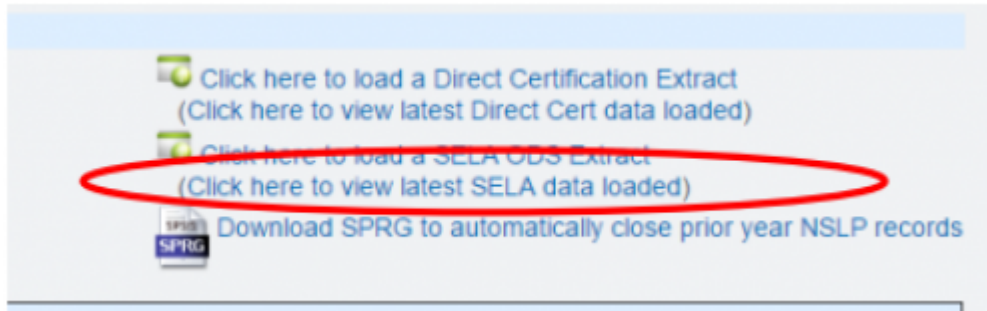 Click here to load a Direct Certification Extract
(Click here to view latest Direct Cert data loaded)
Click here to load a SELA ODS Extract
(Click here to view latest SELA data loaded)
Download SPRG to automatically close prior year NSLP records
SPRG